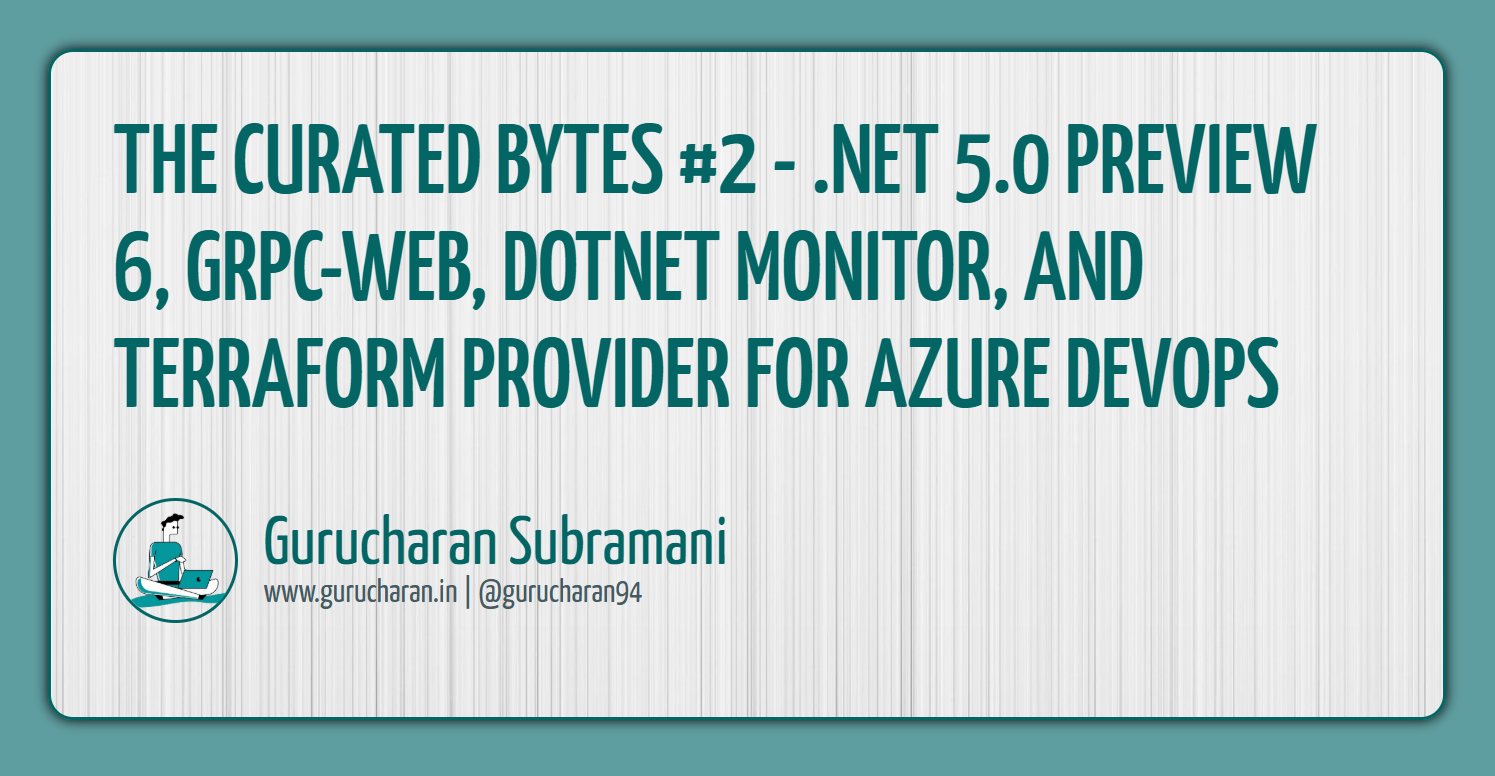 THE CURATED BYTES #2 - .NET 5.0 PREVIEW
6, GRPC-WEB, DOTNET MONITOR, AND
TERRAFORM PROVIDER FOR AZURE DEVOPS
Gurucharan Subramani
www.gurucharan.in | @gurucharan94